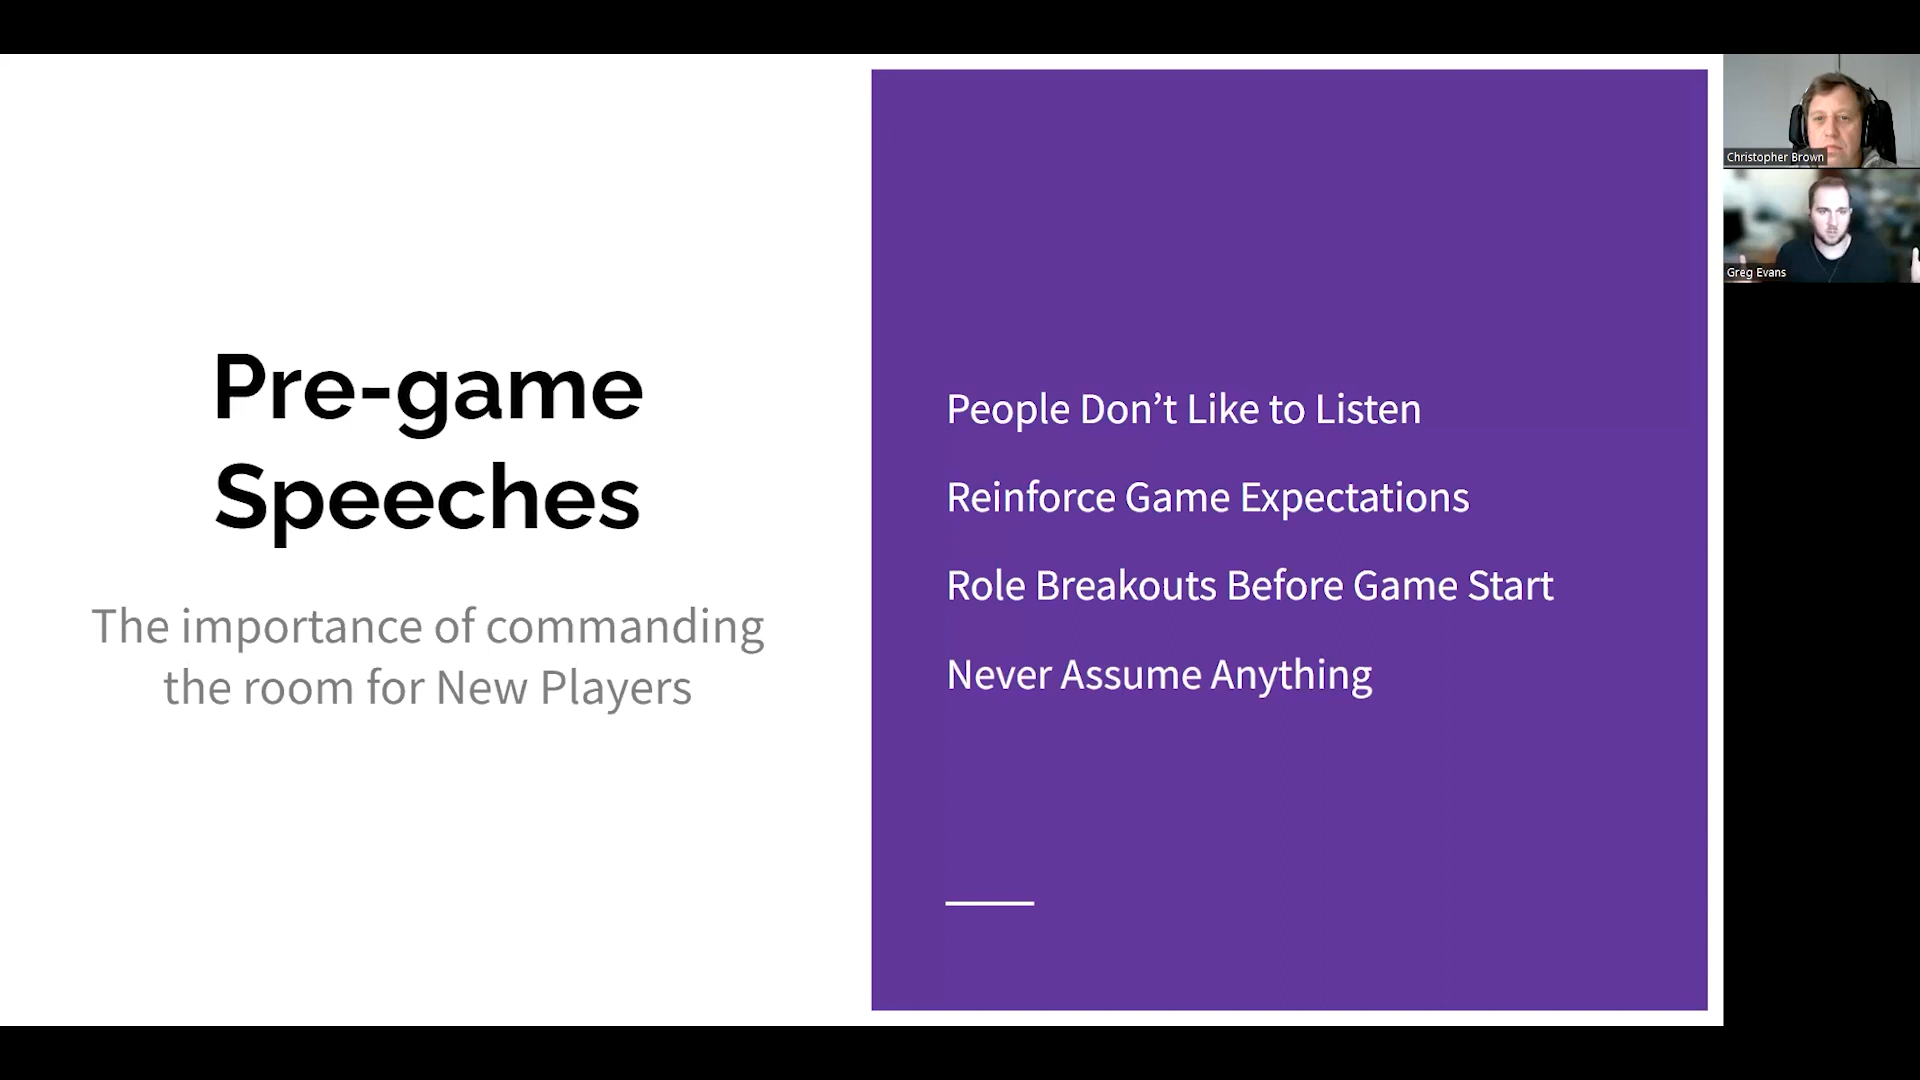 Pre-game
Speeches
The importance of commanding
the room for New Players
People Don’t Like to Listen
Reinforce Game Expectations
Role Breakouts Before Game Start
Never Assume Anything
Christopher Brown
Greg Evans